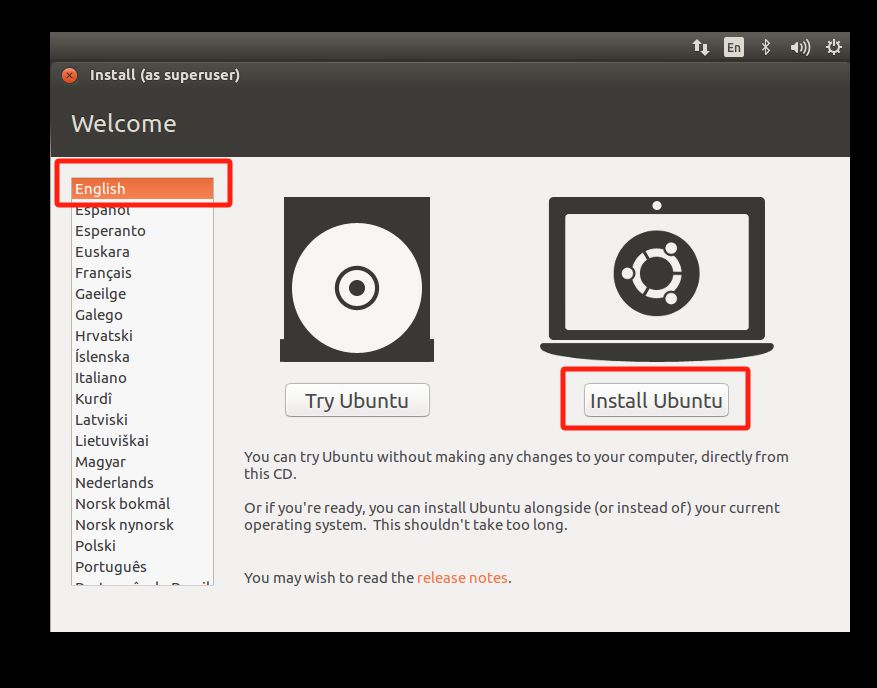 En
Install (as superuser)
Welcome
English
Español
Esperanto
Euskara
Français
Gaeilge
Galego
Hrvatski
Íslenska
Italiano
Kurdî
Latviski
Lietuviškai
Magyar
Nederlands
Norsk bokmål
Norsk nynorsk
Polski
Português
Try Ubuntu
Install Ubuntu
You can try Ubuntu without making any changes to your computer, directly from
this CD.
Or if you're ready, you can install Ubuntu alongside (or instead of) your current
operating system.  This shouldn't take too long.
You may wish to read the release notes.